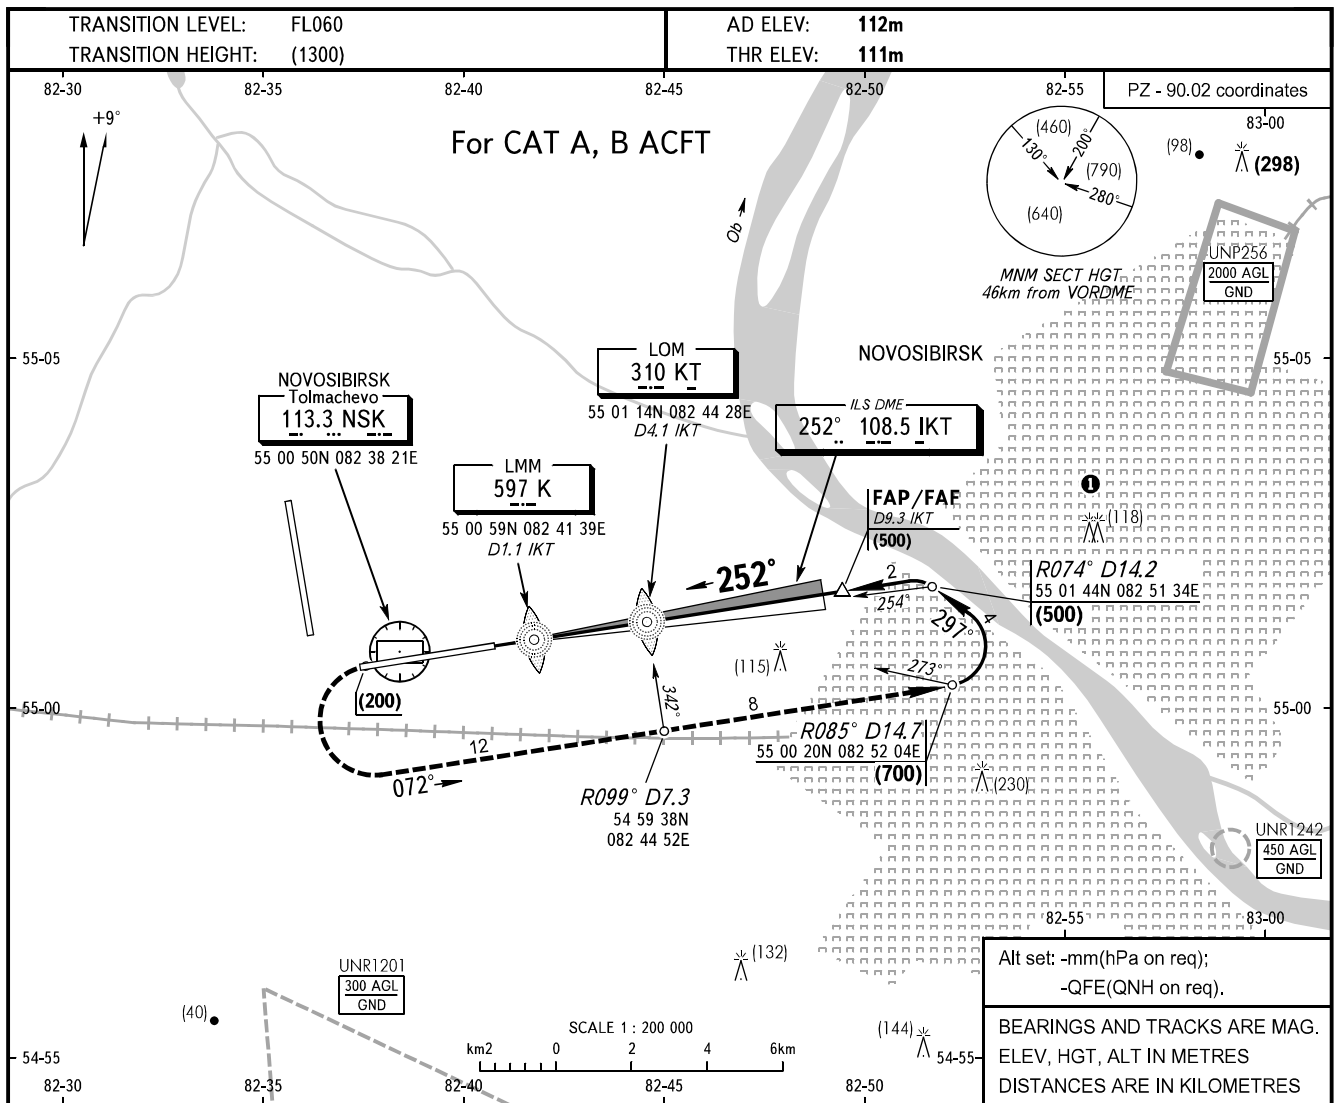 TRANSITION LEVEL: FL060
TRANSITION HEIGHT: (1300)
AD ELEV: 112m
THR ELEV: 111m
82-30 82-35 82-40 82-45 82-50 82-55
PZ - 90.02 coordinates
83-00
+9°
For CAT A, B ACFT
(460)
130°
200°
(790)
280°
(640)
MNM SECT HGT
46km from VORDME
(98)
(298)
Ob
UNP256
2000 AGL
GND
55-05
55-05
NOVOSIBIRSK
NOVOSIBIRSK
Tolmachevo
113.3 NSK
55 00 50N 082 38 21E
LOM
310 KT
55 01 14N 082 44 28E
D4.1 IKT
ILS DME
252° 108.5 IKT
LMM
597 K
55 00 59N 082 41 39E
D1.1 IKT
FAP/FAF
D9.3 IKT
(500)
1
(118)
252°
2
254°
R074° D14.2
55 01 44N 082 51 34E
(500)
4
297°
(115)
273°
(200)
342°
8
55-00
55-00
12
072°
R085° D14.7
55 00 20N 082 52 04E
(700)
(230)
R099° D7.3
54 59 38N
082 44 52E
UNR1242
450 AGL
GND
82-55 83-00
(132)
UNR1201
300 AGL
GND
(40)
(144)
SCALE 1 : 200 000
km2 0 2 4 6km
54-55
54-55
82-30 82-35 82-40 82-45 82-50
Alt set: -mm(hPa on req);
-QFE(QNH on req).
BEARINGS AND TRACKS ARE MAG.
ELEV, HGT, ALT IN METRES
DISTANCES ARE IN KILOMETRES